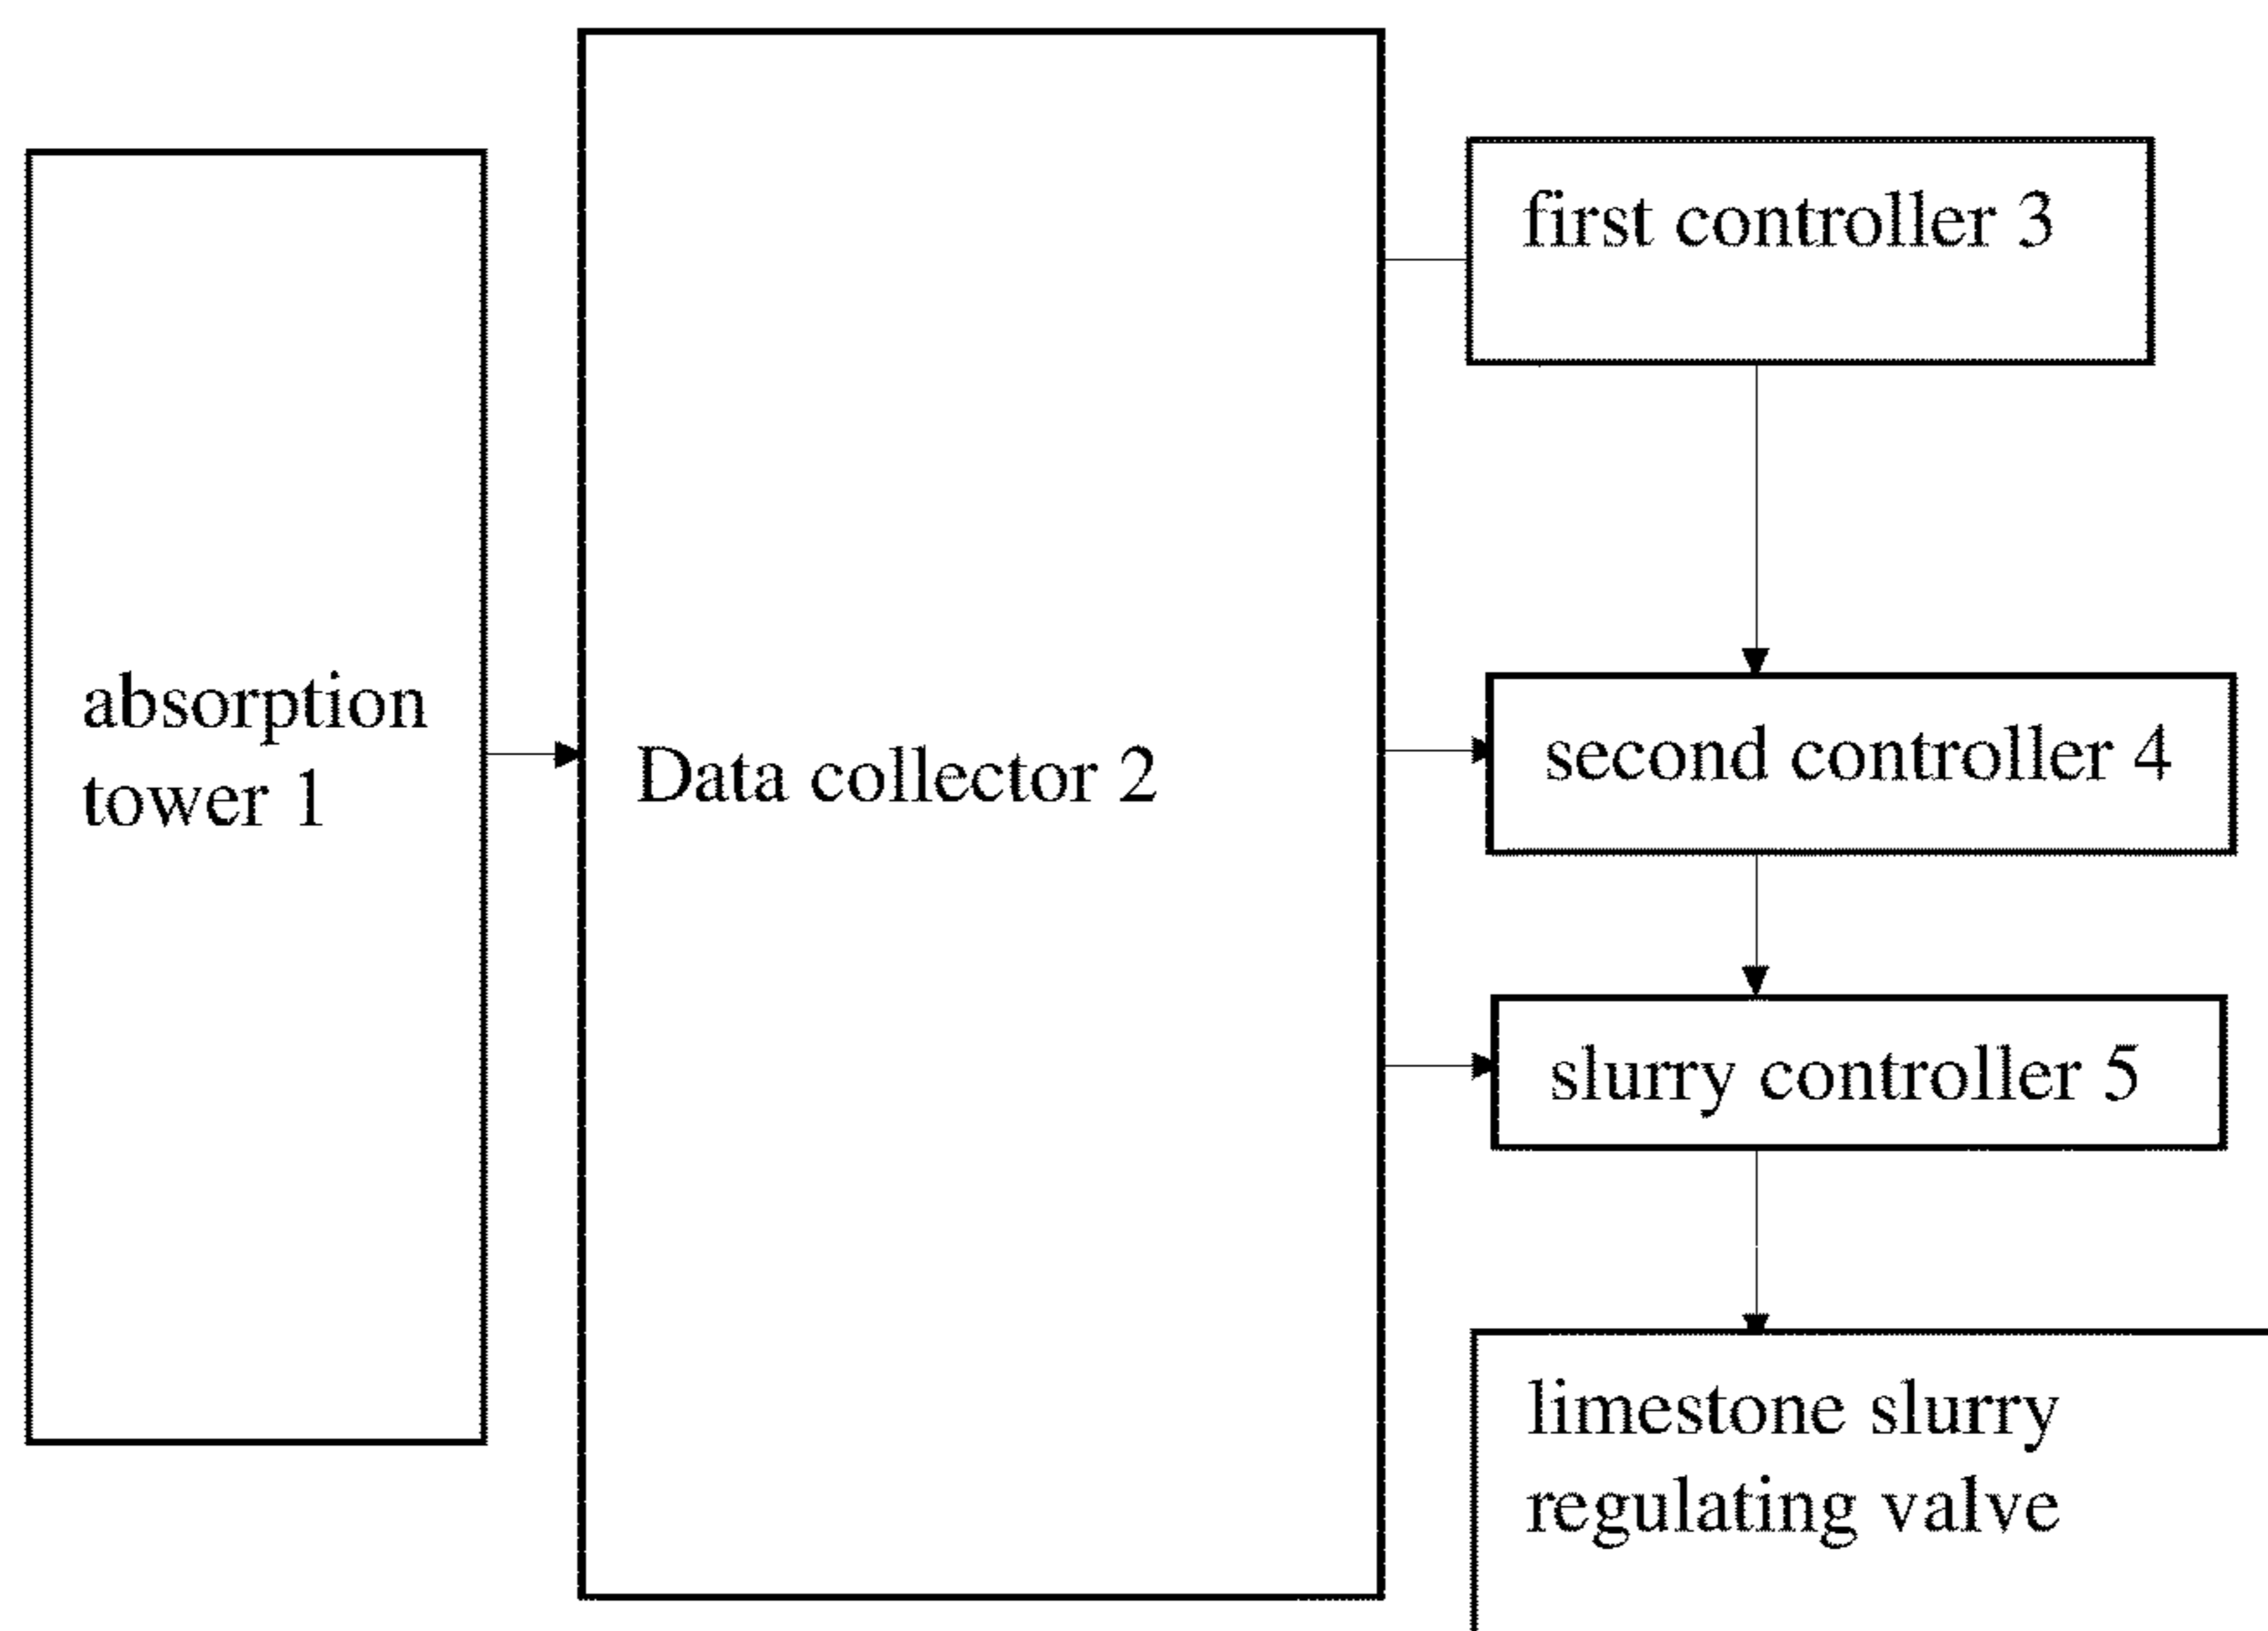 absorption
tower 1
Data collector 2
first controller 3
second controller 4
slurry controller 5
limestone slurry
regulating valve